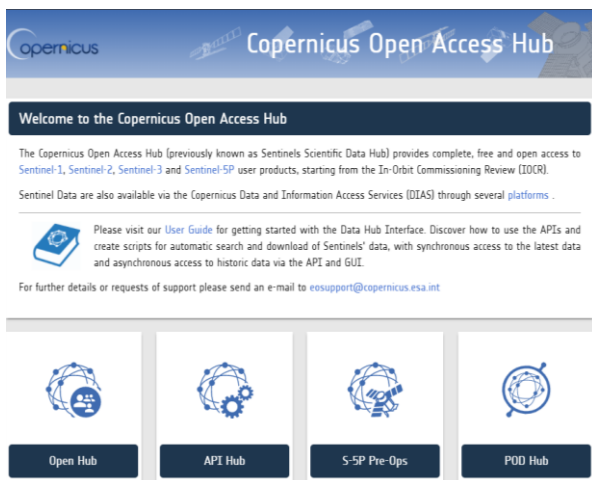 opernicus
Copernicus Open Access Hub
Welcome to the Copernicus Open Access Hub
The Copernicus Open Access Hub (previously known as Sentinels Scientific Data Hub) provides complete, free and open access to
Sentinel-1, Sentinel-2, Sentinel-3 and Sentinel-5P user products, starting from the In-Orbit Commissioning Review (IOCR).
Sentinel Data are also available via the Copernicus Data and Information Access Services (DIAS) through several platforms .
Please visit our User Guide for getting started with the Data Hub Interface. Discover how to use the APIs and
create scripts for automatic search and download of Sentinels' data, with synchronous access to the latest data
and asynchronous access to historic data via the API and GUI.
For further details or requests of support please send an e-mail to eosupport@copernicus.esa.int
Open Hub
API Hub
S-5P Pre-Ops
POD Hub